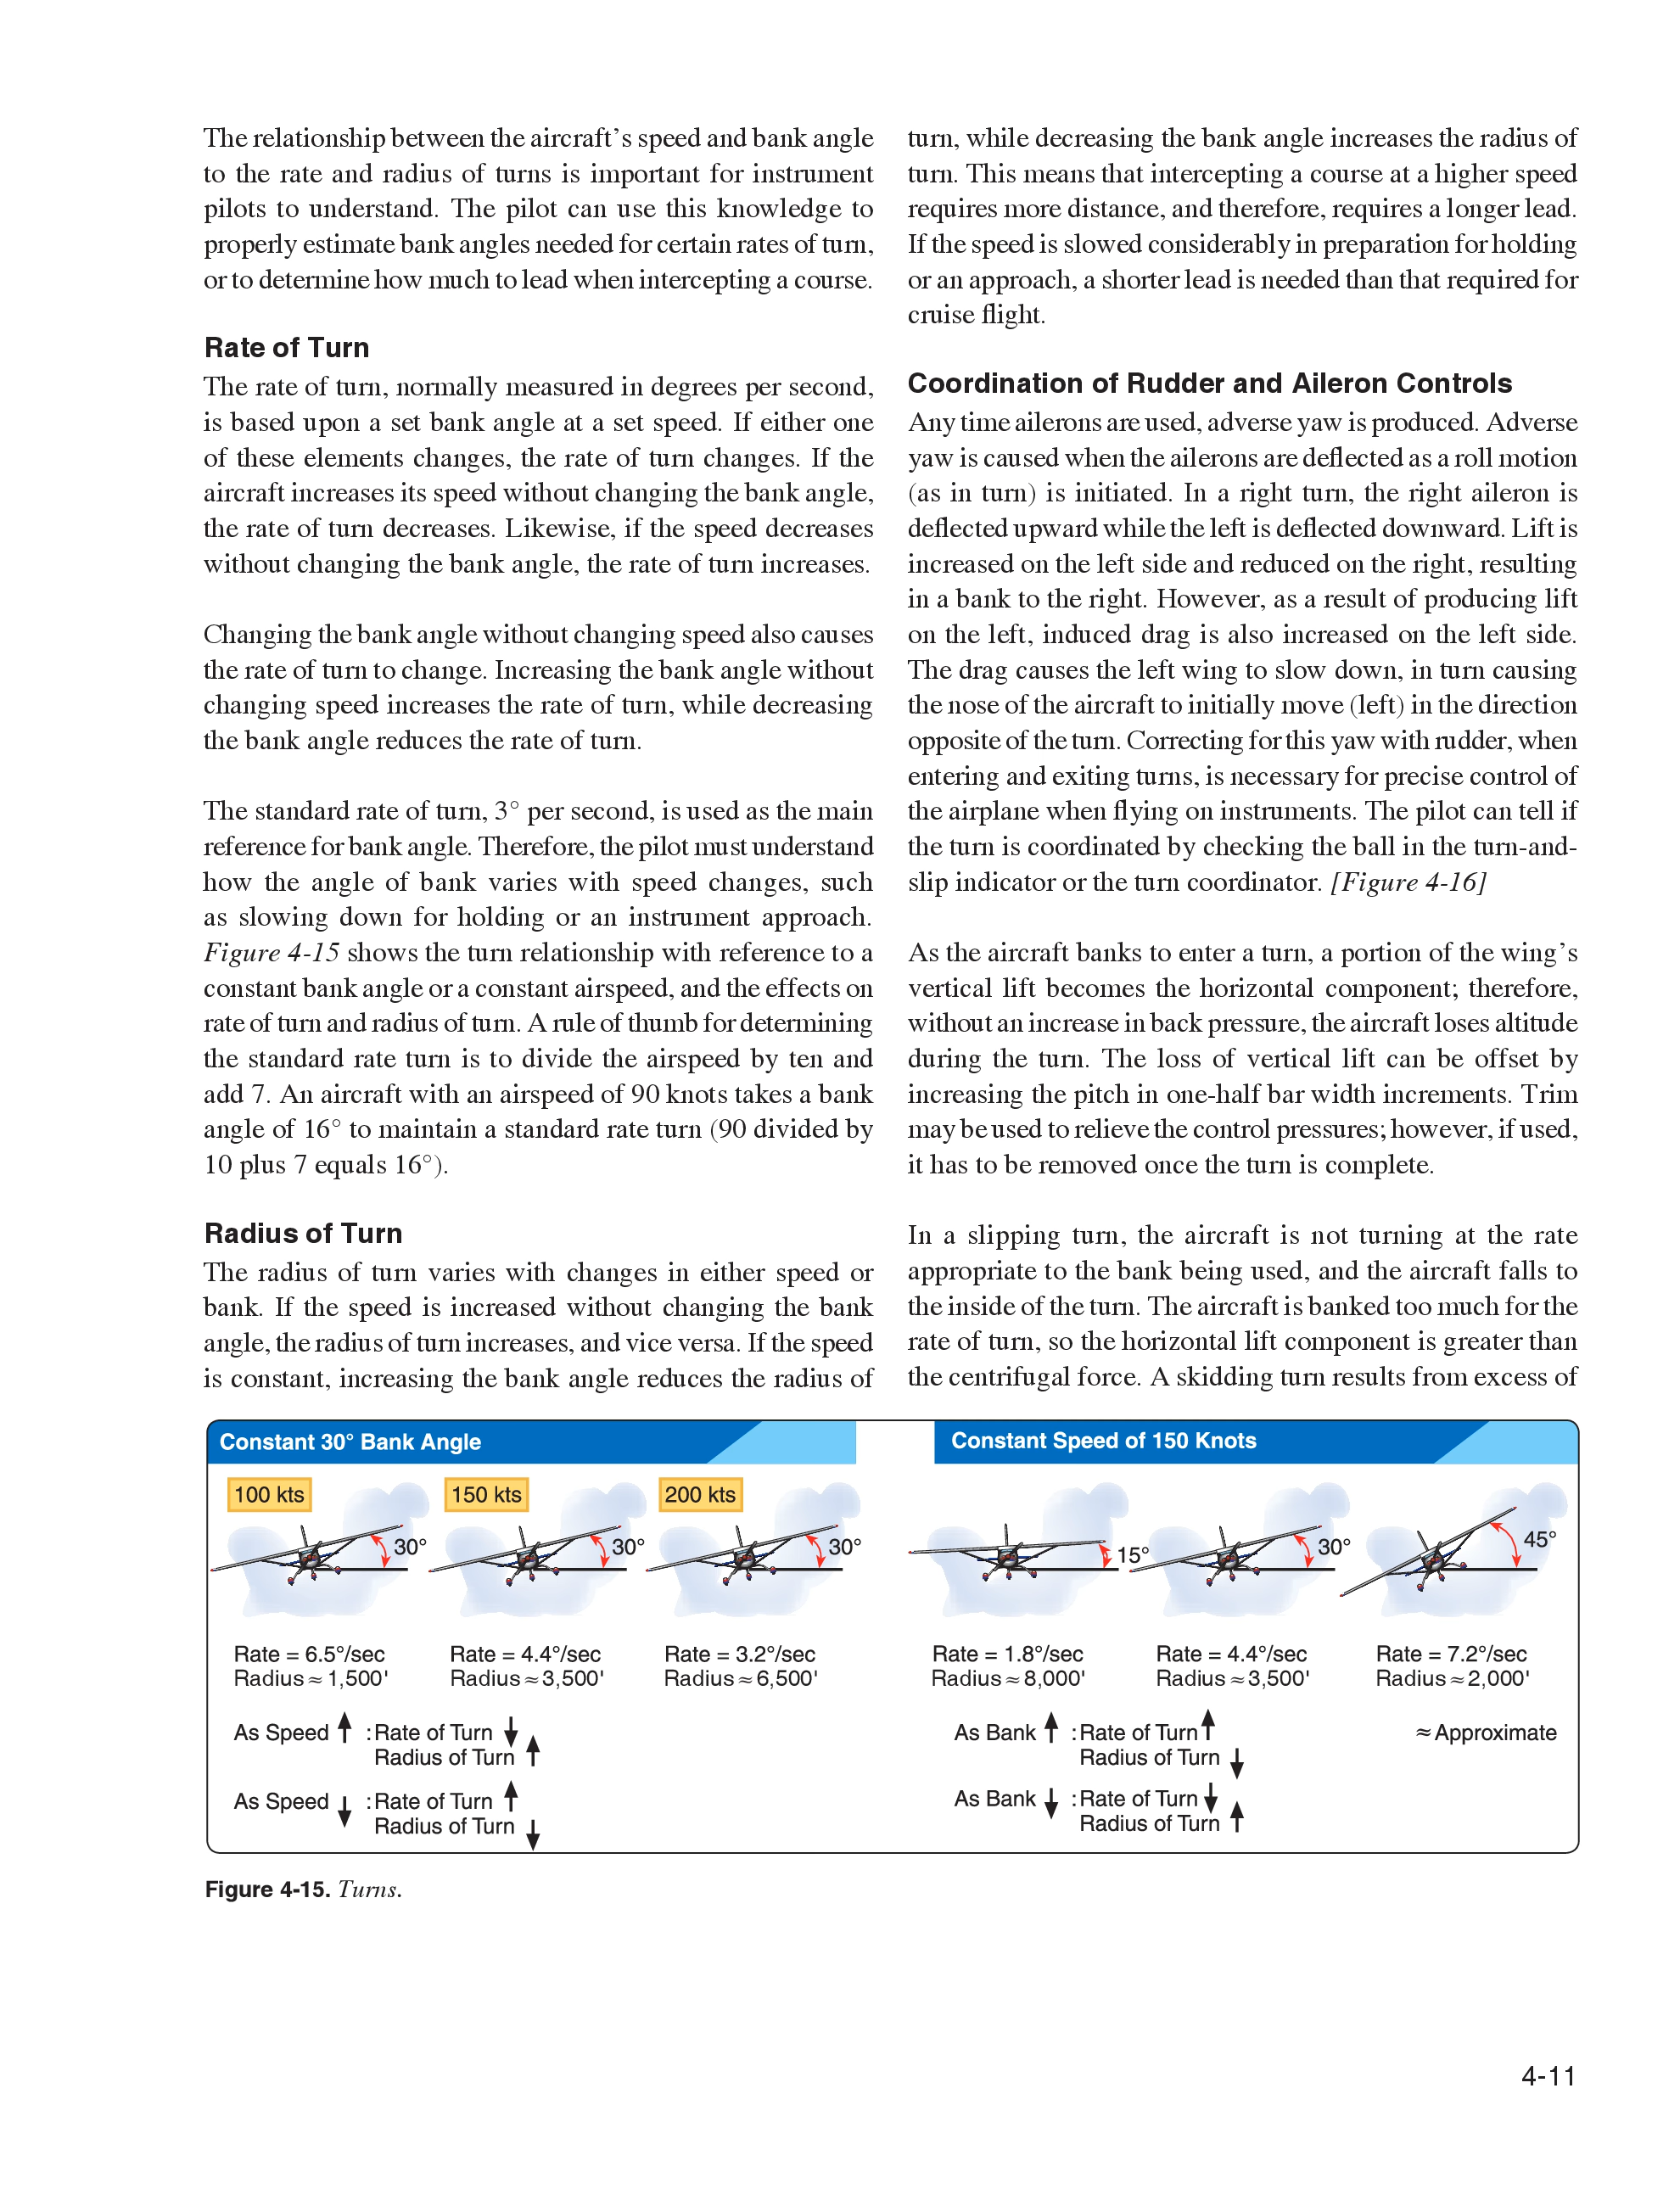 The relationship between the aircraft's speed and bank angle
to the rate and radius of turns is important for instrument
pilots to understand. The pilot can use this knowledge to
properly estimate bank angles needed for certain rates of turn,
or to determine how much to lead when intercepting a course.
Rate of Turn
The rate of turn, normally measured in degrees per second,
is based upon a set bank angle at a set speed. If either one
of these elements changes, the rate of turn changes. If the
aircraft increases its speed without changing the bank angle,
the rate of turn decreases. Likewise, if the speed decreases
without changing the bank angle, the rate of turn increases.
Changing the bank angle without changing speed also causes
the rate of turn to change. Increasing the bank angle without
changing speed increases the rate of turn, while decreasing
the bank angle reduces the rate of turn.
The standard rate of turn, 3° per second, is used as the main
reference for bank angle. Therefore, the pilot must understand
how the angle of bank varies with speed changes, such
as slowing down for holding or an instrument approach.
Figure 4-15 shows the turn relationship with reference to a
constant bank angle or a constant airspeed, and the effects on
rate of turn and radius of turn. A rule of thumb for determining
the standard rate turn is to divide the airspeed by ten and
add 7. An aircraft with an airspeed of 90 knots takes a bank
angle of 16° to maintain a standard rate turn (90 divided by
10 plus 7 equals 16°).
Radius of Turn
The radius of turn varies with changes in either speed or
bank. If the speed is increased without changing the bank
angle, the radius of turn increases, and vice versa. If the speed
is constant, increasing the bank angle reduces the radius of
turn, while decreasing the bank angle increases the radius of
turn. This means that intercepting a course at a higher speed
requires more distance, and therefore, requires a longer lead.
If the speed is slowed considerably in preparation for holding
or an approach, a shorter lead is needed than that required for
cruise flight.
Coordination of Rudder and Aileron Controls
Any time ailerons are used, adverse yaw is produced. Adverse
yaw is caused when the ailerons are deflected as a roll motion
(as in turn) is initiated. In a right turn, the right aileron is
deflected upward while the left is deflected downward. Lift is
increased on the left side and reduced on the right, resulting
in a bank to the right. However, as a result of producing lift
on the left, induced drag is also increased on the left side.
The drag causes the left wing to slow down, in turn causing
the nose of the aircraft to initially move (left) in the direction
opposite of the turn. Correcting for this yaw with rudder, when
entering and exiting turns, is necessary for precise control of
the airplane when flying on instruments. The pilot can tell if
the turn is coordinated by checking the ball in the turn-and-
slip indicator or the turn coordinator. [Figure 4-16]
As the aircraft banks to enter a turn, a portion of the wing's
vertical lift becomes the horizontal component; therefore,
without an increase in back pressure, the aircraft loses altitude
during the turn. The loss of vertical lift can be offset by
increasing the pitch in one-half bar width increments. Trim
may be used to relieve the control pressures; however, if used,
it has to be removed once the turn is complete.
In a slipping turn, the aircraft is not turning at the rate
appropriate to the bank being used, and the aircraft falls to
the inside of the turn. The aircraft is banked too much for the
rate of turn, so the horizontal lift component is greater than
the centrifugal force. A skidding turn results from excess of
Constant 30° Bank Angle
100 kts 150 kts 200 kts
30° 30° 30°
Rate = 6.5°/sec Rate = 4.4°/sec Rate = 3.2°/sec
Radius ≈ 1,500' Radius ≈ 3,500' Radius ≈ 6,500'
As Speed ↑ : Rate of Turn ↓
Radius of Turn ↑
As Speed ↓ : Rate of Turn ↑
Radius of Turn ↓
Constant Speed of 150 Knots
15° 30° 45°
Rate = 1.8°/sec Rate = 4.4°/sec Rate = 7.2°/sec
Radius ≈ 8,000' Radius ≈ 3,500' Radius ≈ 2,000'
As Bank ↑ : Rate of Turn ↑ ≈ Approximate
Radius of Turn ↓
As Bank ↓ : Rate of Turn ↓
Radius of Turn ↑
Figure 4-15. Turns.
4-11